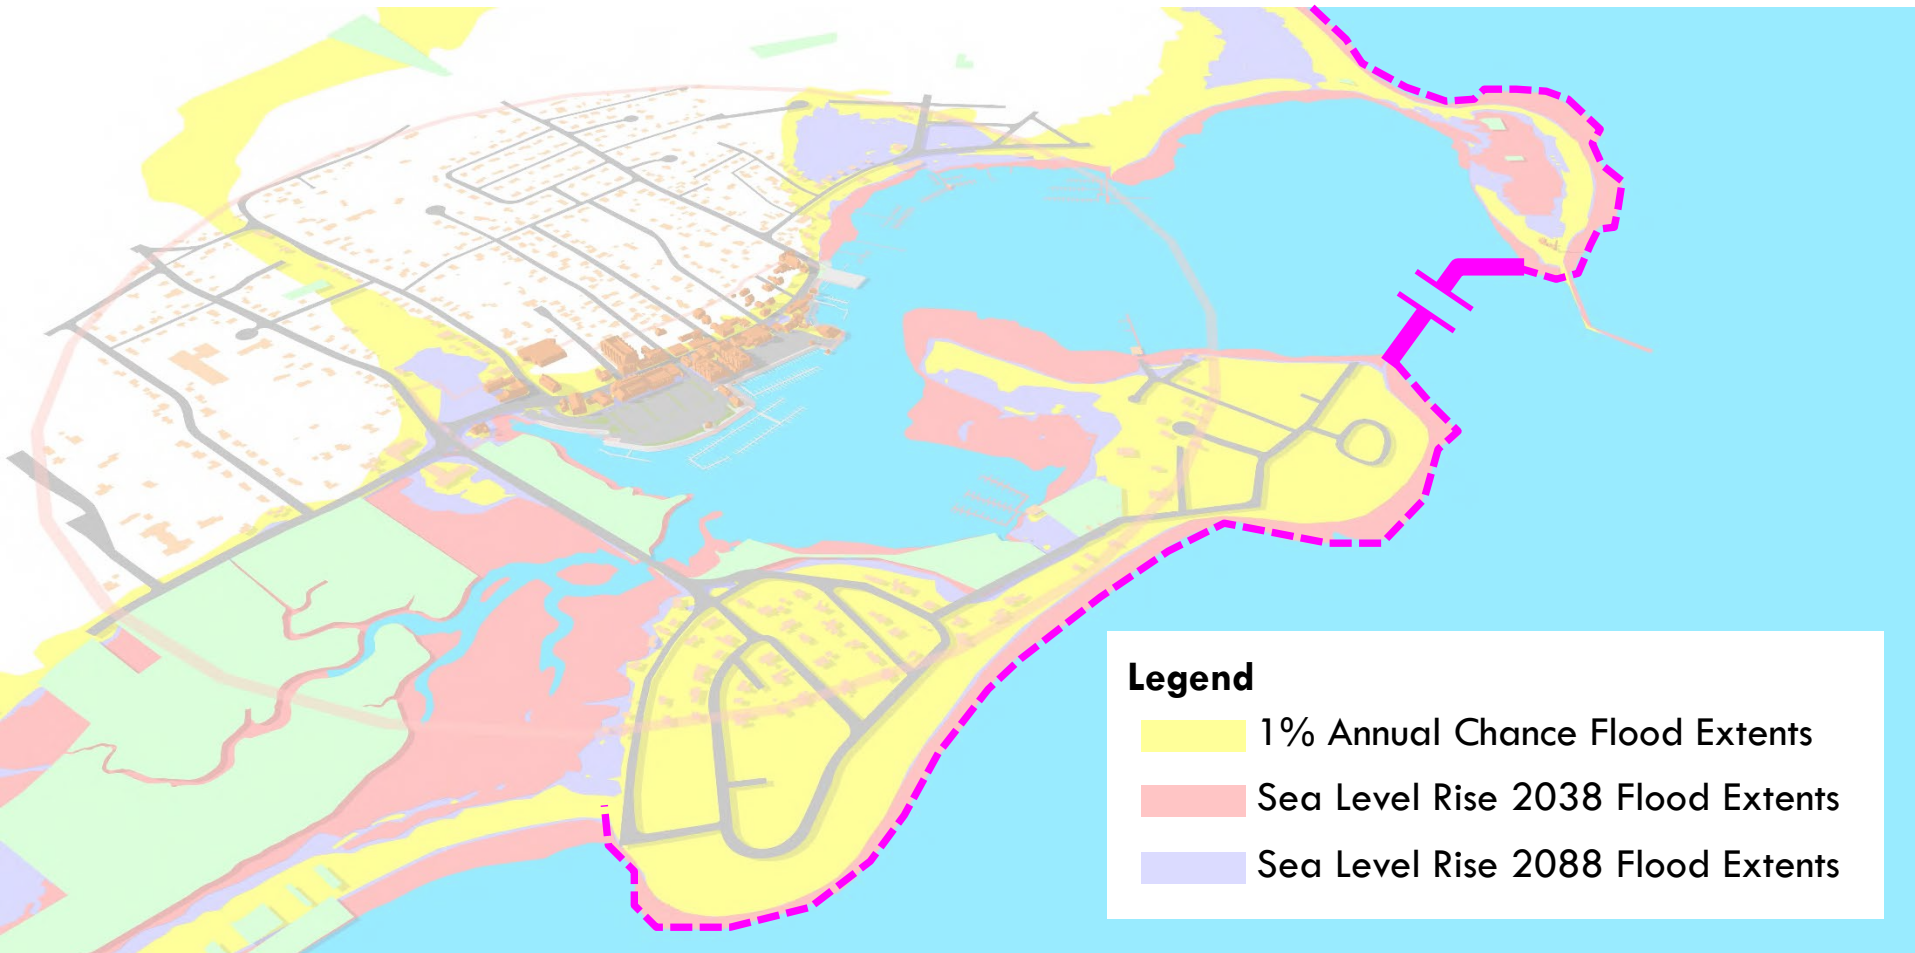 Legend
1% Annual Chance Flood Extents
Sea Level Rise 2038 Flood Extents
Sea Level Rise 2088 Flood Extents